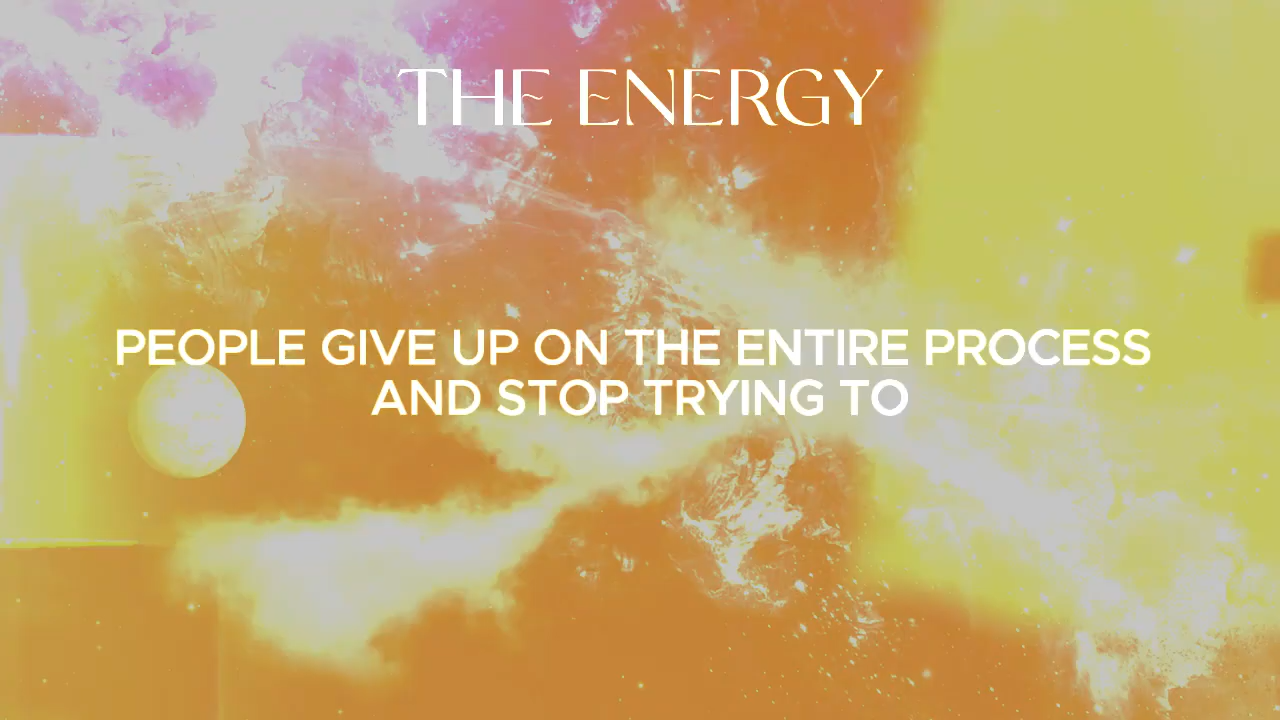 THE ENERGY
PEOPLE GIVE UP ON THE ENTIRE PROCESS
AND STOP TRYING TO